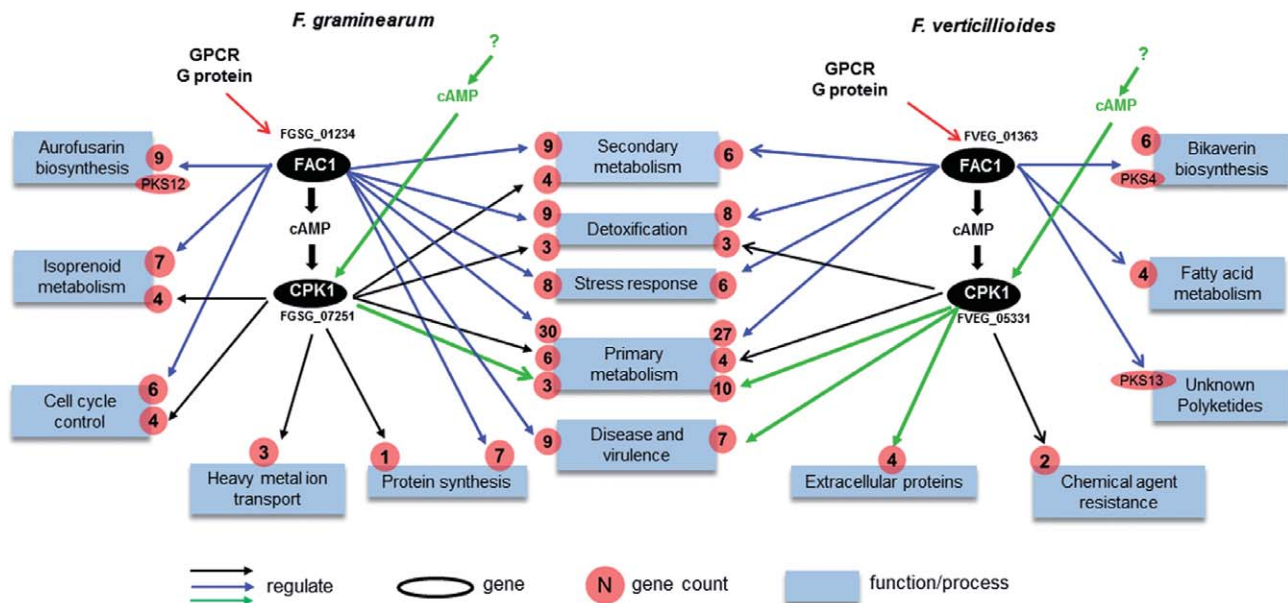 F. graminearum
F. verticillioides
GPCR
G protein
?
cAMP
FGSG_01234
FAC1
cAMP
CPK1
FGSG_07251
Aurofusarin
biosynthesis
9
PKS12
Isoprenoid
metabolism
7
4
Cell cycle
control
6
4
3
Heavy metal ion
transport
1
7
Protein synthesis
9
4
Secondary
metabolism
6
9
3
Detoxification
8
3
8
Stress response
6
30
6
3
Primary
metabolism
27
4
10
9
Disease and
virulence
7
GPCR
G protein
?
cAMP
FVEG_01363
FAC1
cAMP
CPK1
FVEG_05331
6
PKS4
Bikaverin
biosynthesis
4
Fatty acid
metabolism
PKS13
Unknown
Polyketides
4
Extracellular proteins
2
Chemical agent
resistance
regulate
gene
N
gene count
function/process